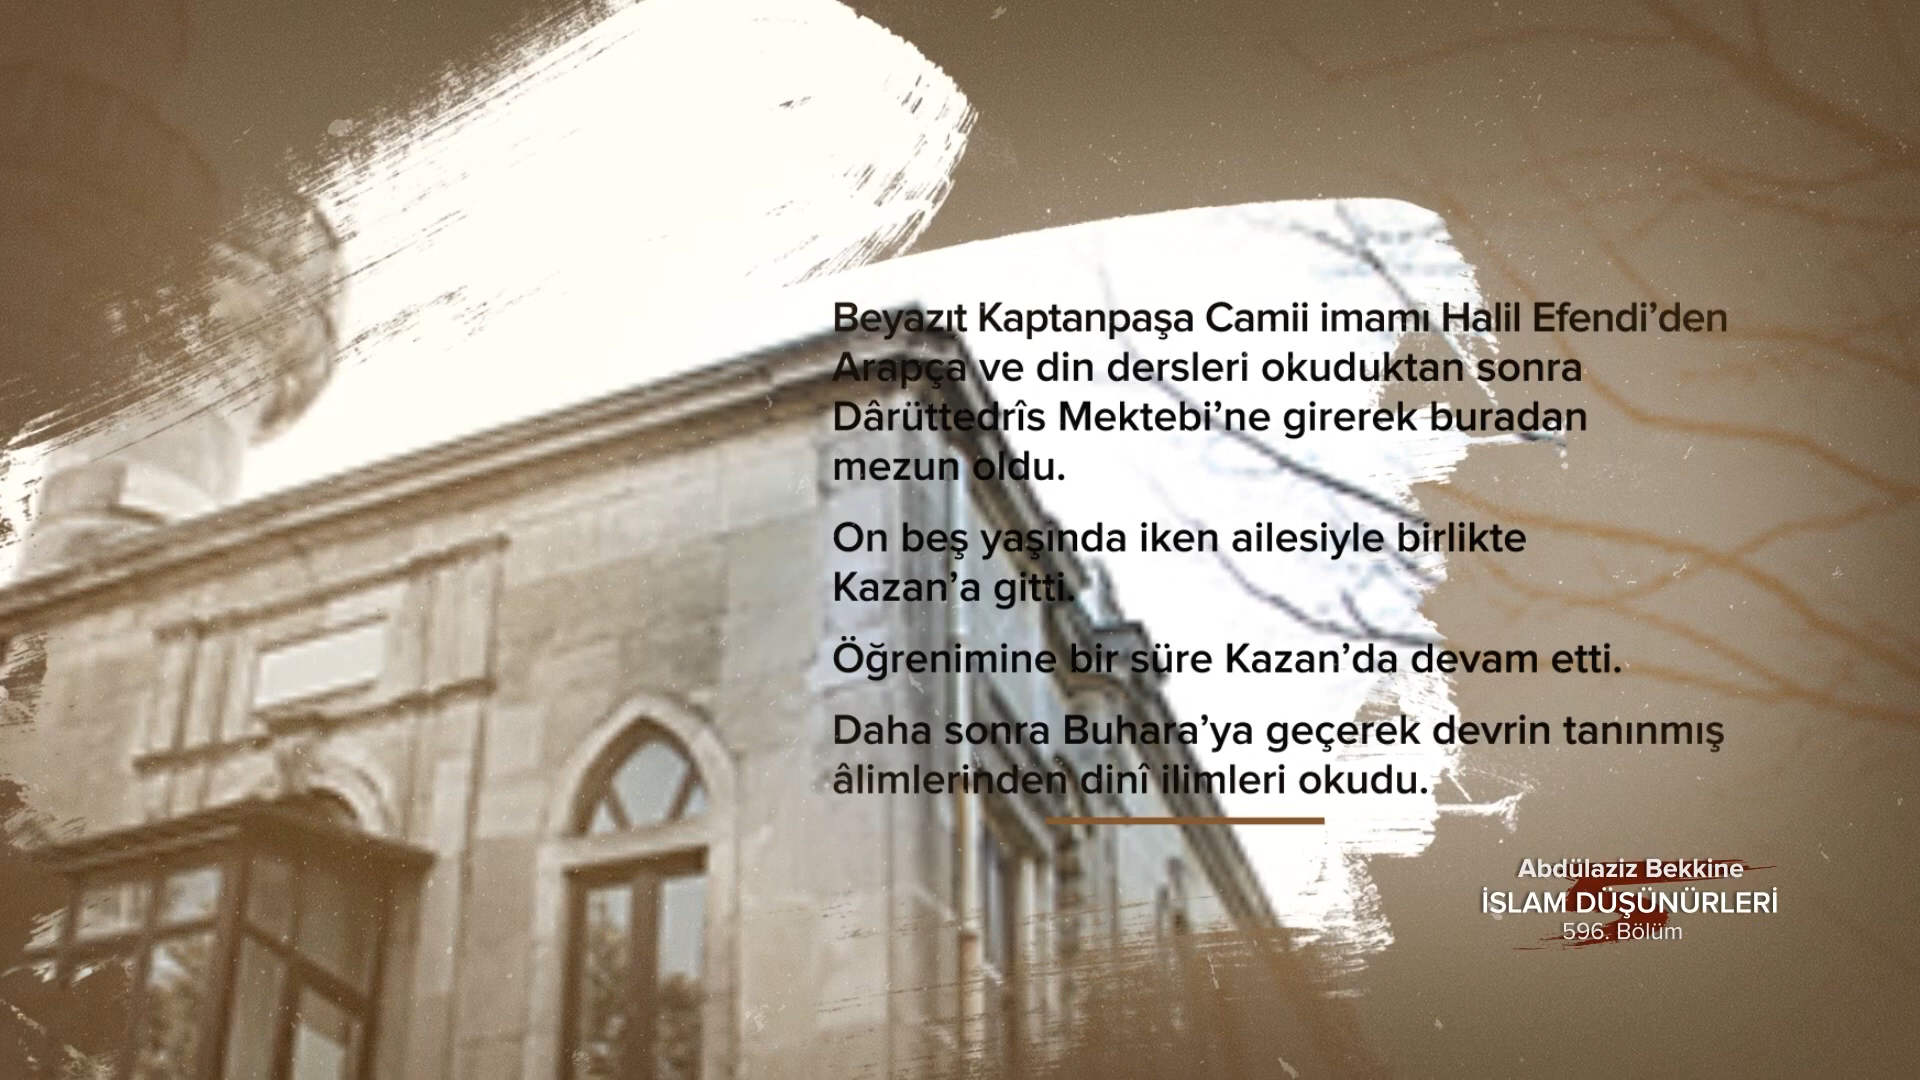 Beyazıt Kaptanpaşa Camii imamı Halil Efendi’den
Arapça ve din dersleri okuduktan sonra
Dârüttedrîs Mektebi’ne girerek buradan
mezun oldu.
On beş yaşında iken ailesiyle birlikte
Kazan’a gitti.
Öğrenimine bir süre Kazan’da devam etti.
Daha sonra Buhara’ya geçerek devrin tanınmış
âlimlerinden dinî ilimleri okudu.
Abdülaziz Bekkine
İSLAM DÜŞÜNÜRLERİ
596. Bölüm